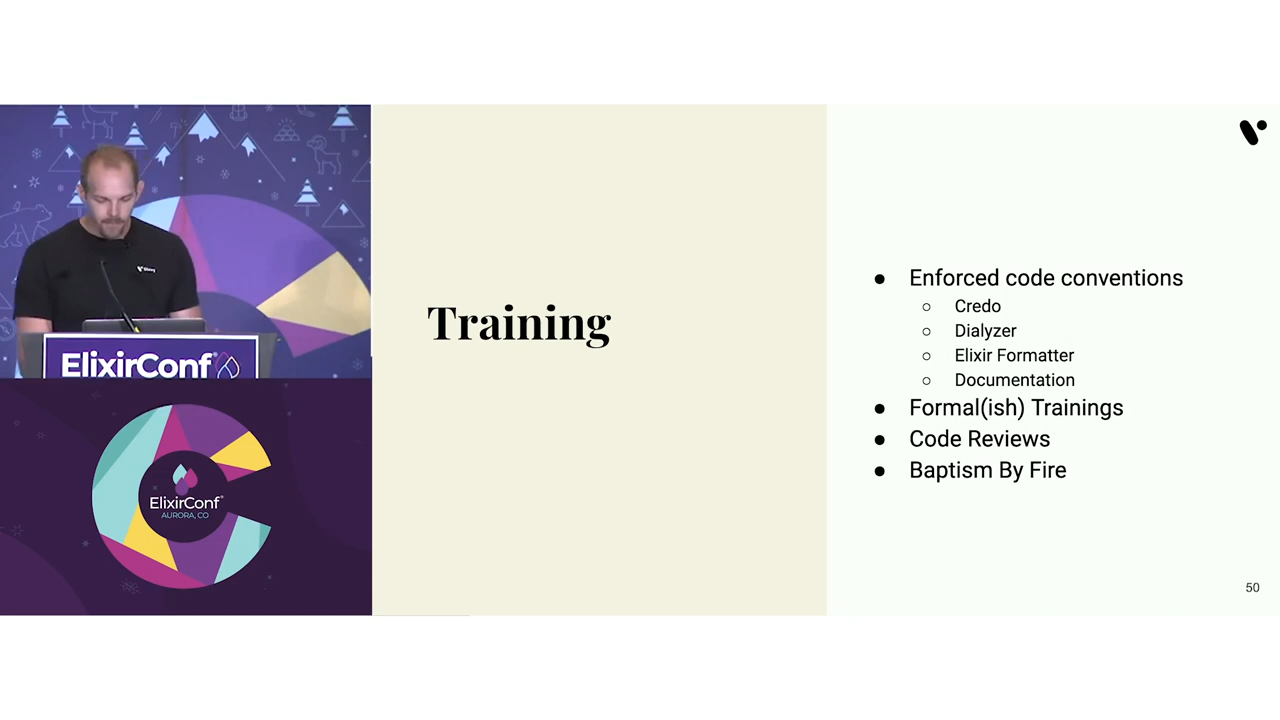 ElixirConf
ElixirConf
AURORA, CO
Training
Enforced code conventions
Credo
Dialyzer
Elixir Formatter
Documentation
Formal(ish) Trainings
Code Reviews
Baptism By Fire
50